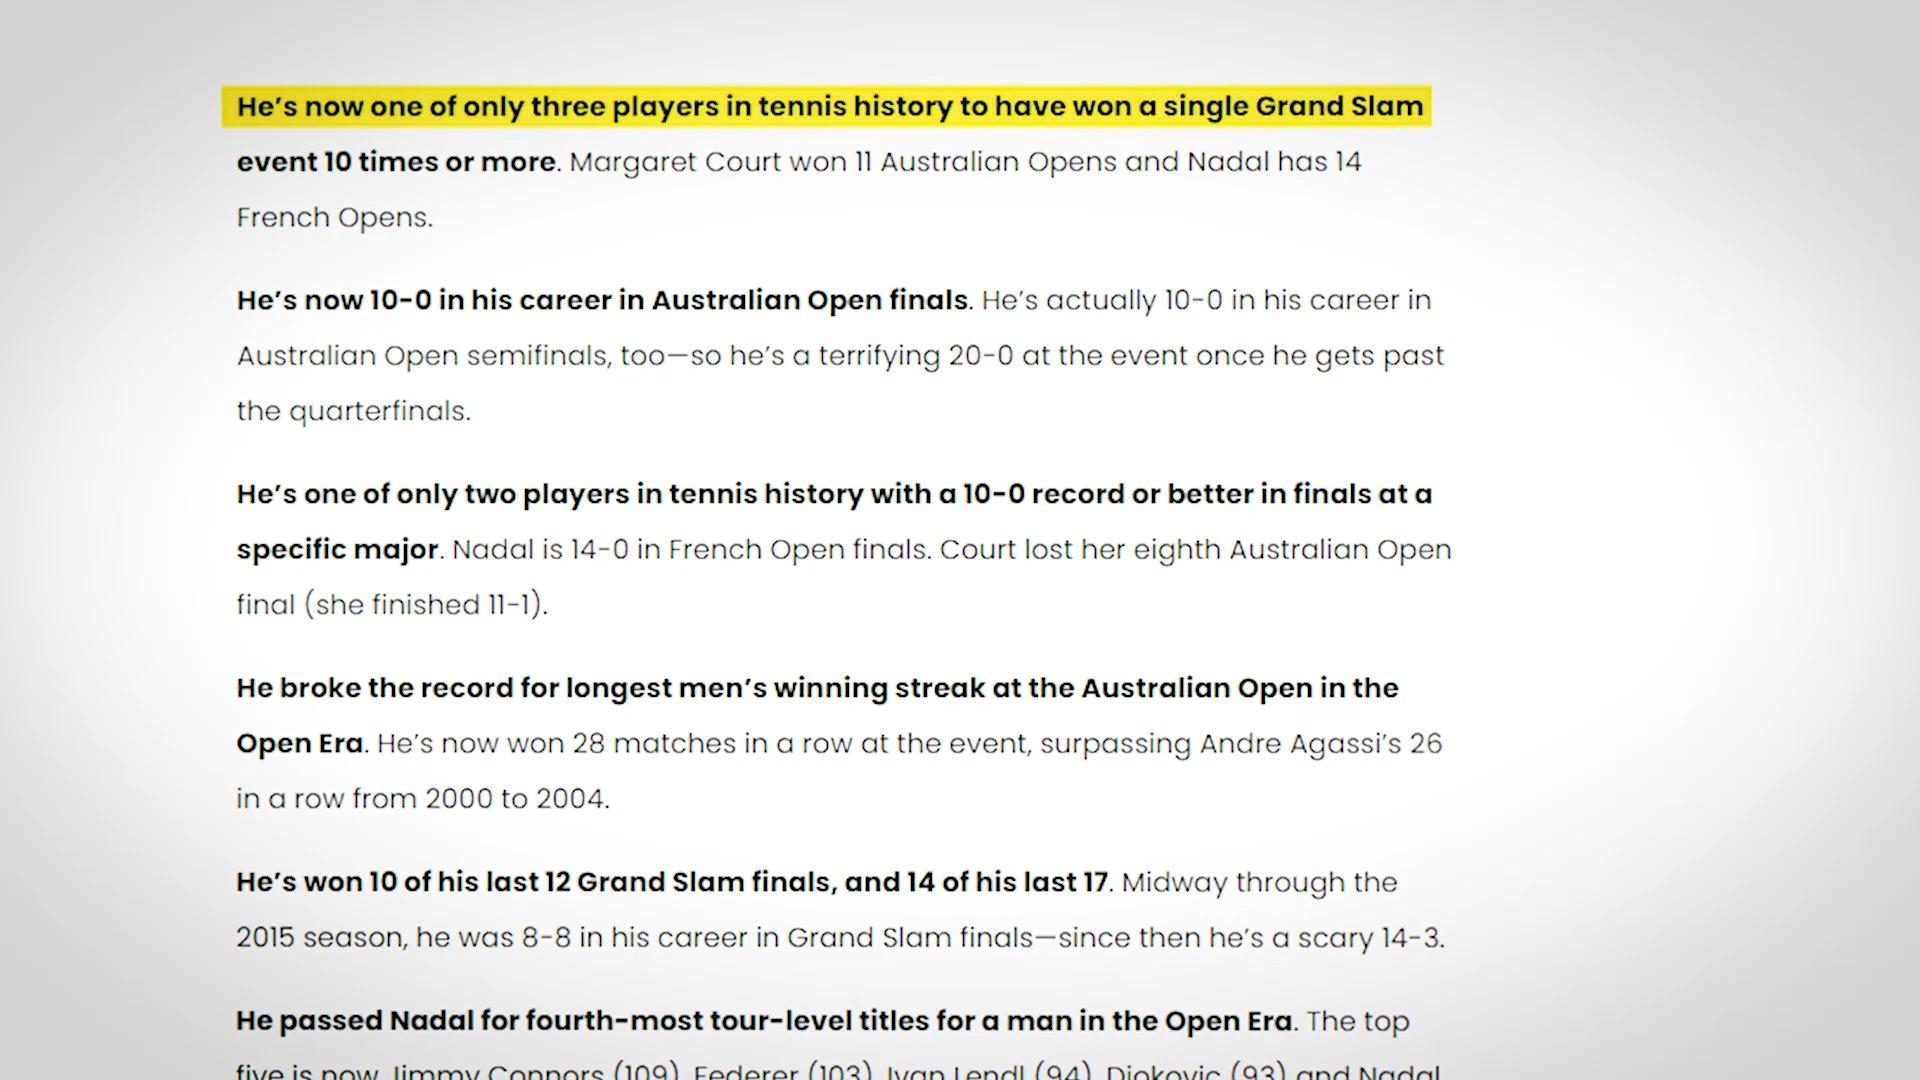 He's now one of only three players in tennis history to have won a single Grand Slam
event 10 times or more. Margaret Court won 11 Australian Opens and Nadal has 14
French Opens.
He's now 10-0 in his career in Australian Open finals. He's actually 10-0 in his career in
Australian Open semifinals, too—so he's a terrifying 20-0 at the event once he gets past
the quarterfinals.
He's one of only two players in tennis history with a 10-0 record or better in finals at a
specific major. Nadal is 14-0 in French Open finals. Court lost her eighth Australian Open
final (she finished 11-1).
He broke the record for longest men's winning streak at the Australian Open in the
Open Era. He's now won 28 matches in a row at the event, surpassing Andre Agassi's 26
in a row from 2000 to 2004.
He's won 10 of his last 12 Grand Slam finals, and 14 of his last 17. Midway through the
2015 season, he was 8-8 in his career in Grand Slam finals—since then he's a scary 14-3.
He passed Nadal for fourth-most tour-level titles for a man in the Open Era. The top
five is now Jimmy Connors (109), Federer (103), Ivan Lendl (94), Djokovic (93) and Nadal